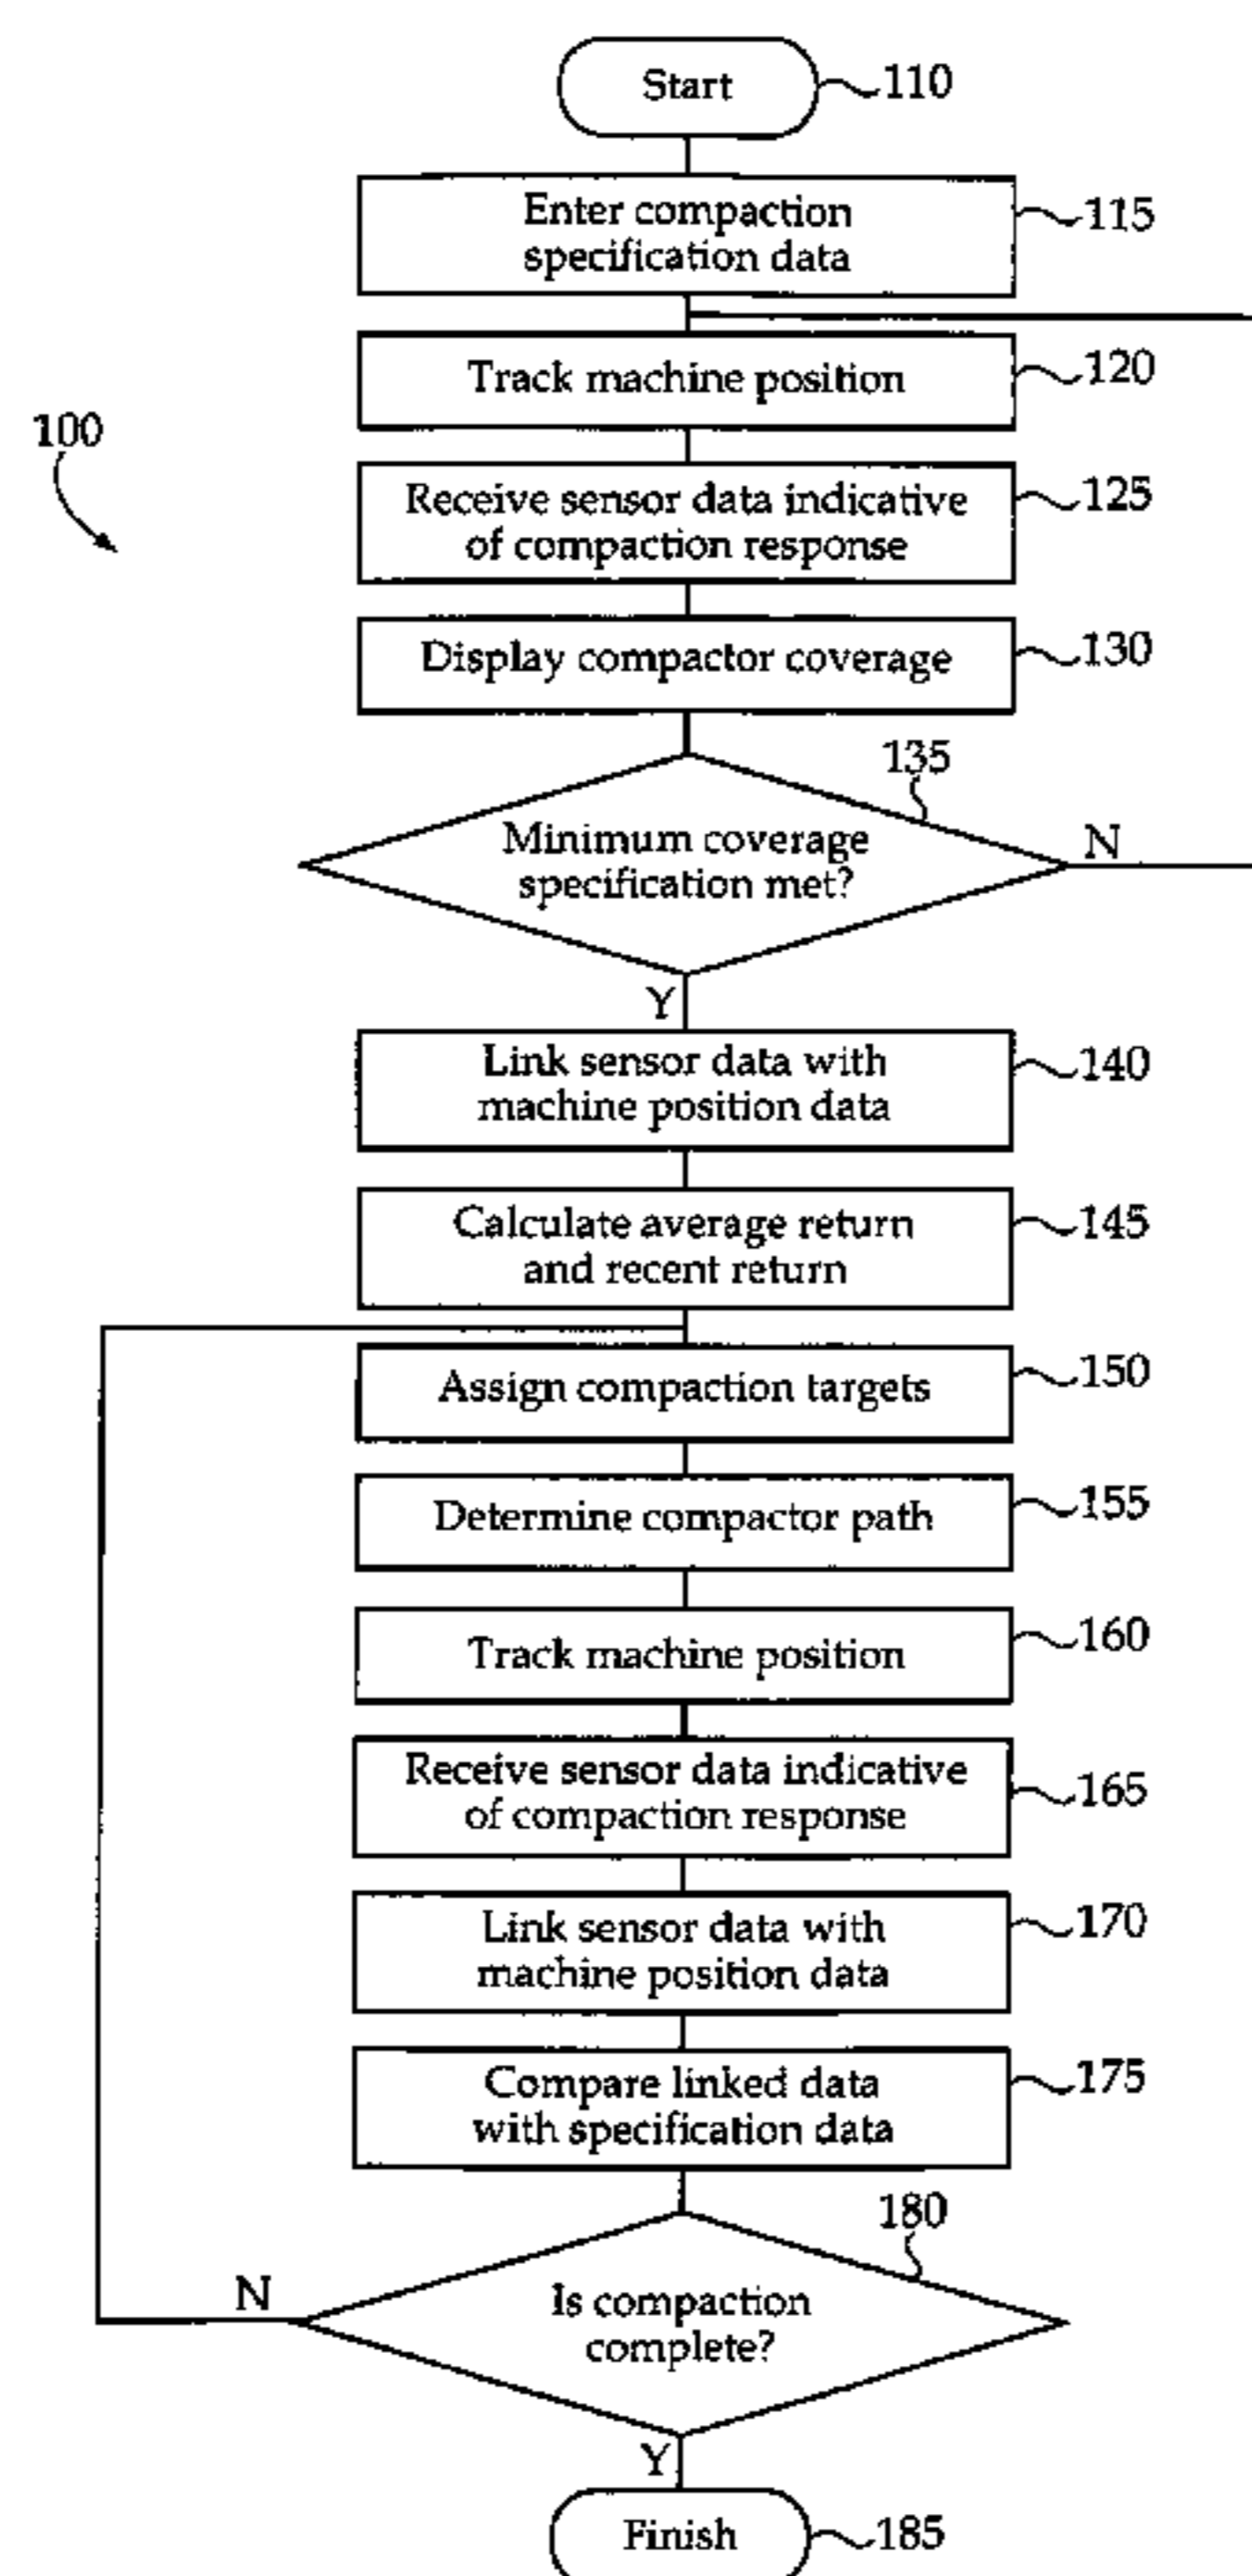 Start
110
Enter compaction
specification data
115
Track machine position
120
100
Receive sensor data indicative
of compaction response
125
Display compactor coverage
130
135
Minimum coverage
specification met?
N
Y
Link sensor data with
machine position data
140
Calculate average return
and recent return
145
Assign compaction targets
150
Determine compactor path
155
Track machine position
160
Receive sensor data indicative
of compaction response
165
Link sensor data with
machine position data
170
Compare linked data
with specification data
175
180
N
Is compaction
complete?
Y
Finish
185